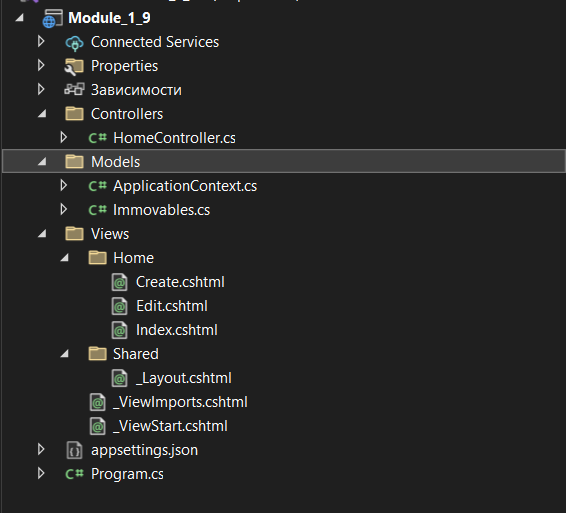 Module_1_9
Connected Services
Properties
Зависимости
Controllers
C# HomeController.cs
Models
C# ApplicationContext.cs
C# Immovables.cs
Views
Home
Create.cshtml
Edit.cshtml
Index.cshtml
Shared
_Layout.cshtml
_ViewImports.cshtml
_ViewStart.cshtml
appsettings.json
C# Program.cs